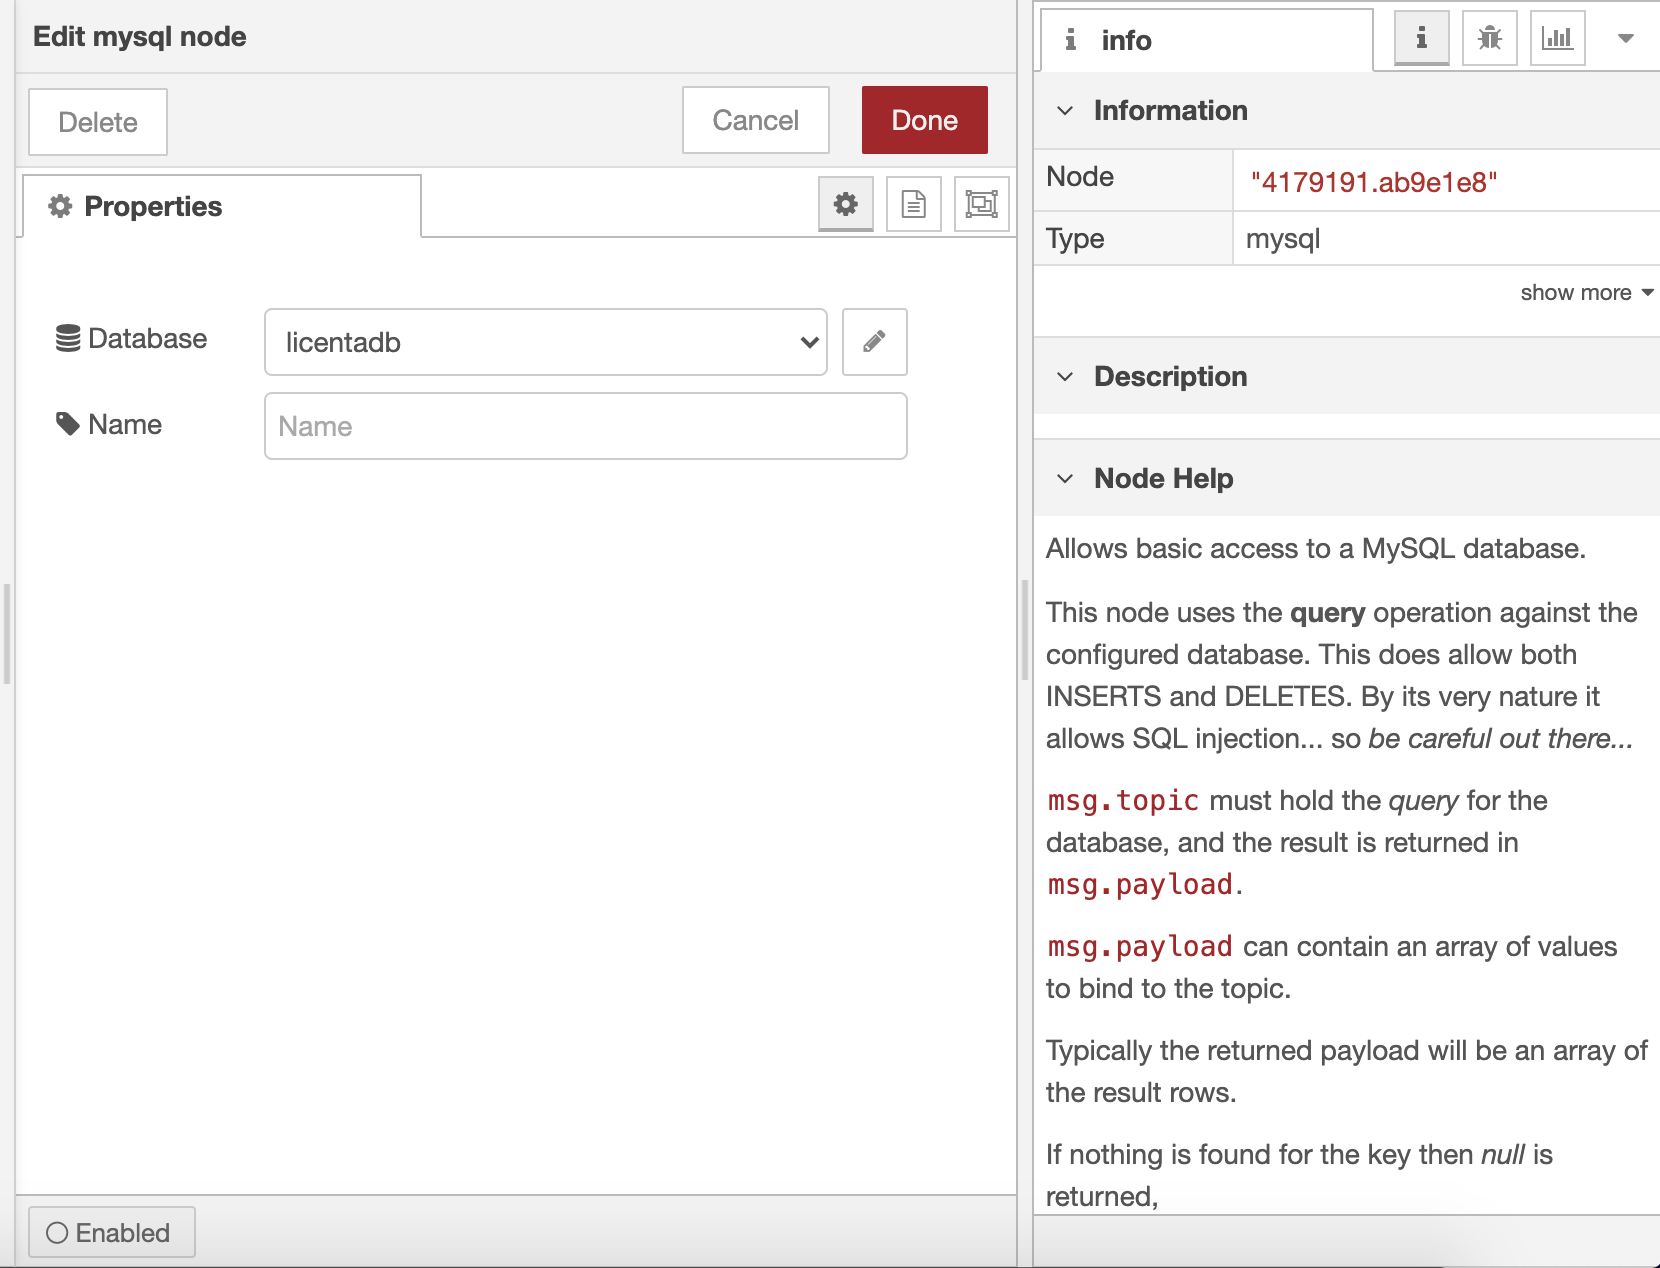 Edit mysql node
Delete
Cancel
Done
Properties
Database
licentadb
Name
Name
Enabled
info
Information
Node
"4179191.ab9e1e8"
Type
mysql
show more
Description
Node Help
Allows basic access to a MySQL database.
This node uses the query operation against the
configured database. This does allow both
INSERTS and DELETES. By its very nature it
allows SQL injection... so be careful out there...
msg.topic must hold the query for the
database, and the result is returned in
msg.payload.
msg.payload can contain an array of values
to bind to the topic.
Typically the returned payload will be an array of
the result rows.
If nothing is found for the key then null is
returned,